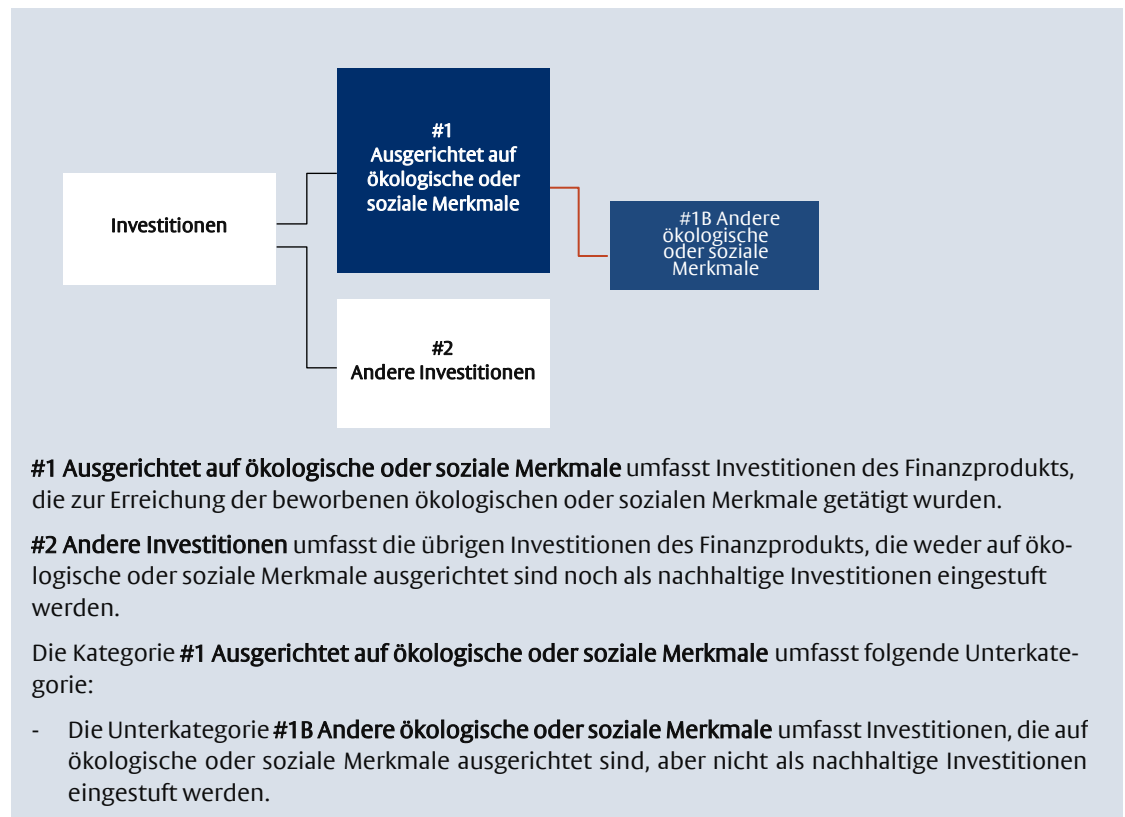 #1
Ausgerichtet auf
ökologische oder
soziale Merkmale
Investitionen
#1B Andere
ökologische
oder soziale
Merkmale
#2
Andere Investitionen
#1 Ausgerichtet auf ökologische oder soziale Merkmale umfasst Investitionen des Finanzprodukts,
die zur Erreichung der beworbenen ökologischen oder sozialen Merkmale getätigt wurden.
#2 Andere Investitionen umfasst die übrigen Investitionen des Finanzprodukts, die weder auf öko-
logische oder soziale Merkmale ausgerichtet sind noch als nachhaltige Investitionen eingestuft
werden.
Die Kategorie #1 Ausgerichtet auf ökologische oder soziale Merkmale umfasst folgende Unterkate-
gorie:
- Die Unterkategorie #1B Andere ökologische oder soziale Merkmale umfasst Investitionen, die auf
ökologische oder soziale Merkmale ausgerichtet sind, aber nicht als nachhaltige Investitionen
eingestuft werden.